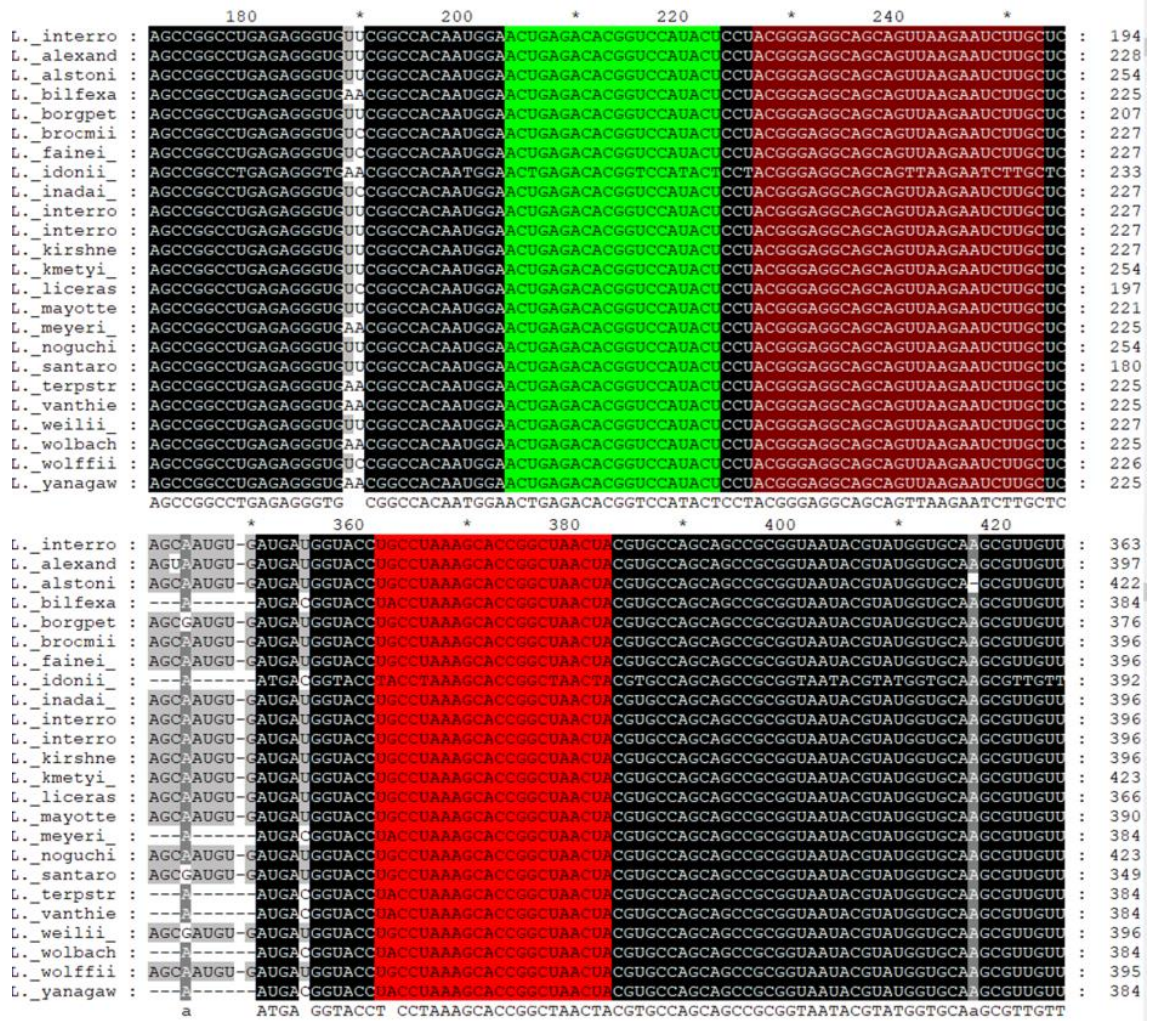 180 * 200 * 220 * 240 *
L._interro : AGCCGGCCUGAGAGGGUGUUCGGCCACAAUGGAACUGAGACACGGUCCAUACUCCUACGGGAGGCAGCAGUUAAGAAUCUUGCUC : 194
L._alexand : AGCCGGCCUGAGAGGGUGUUCGGCCACAAUGGAACUGAGACACGGUCCAUACUCCUACGGGAGGCAGCAGUUAAGAAUCUUGCUC : 228
L._alstoni : AGCCGGCCUGAGAGGGUGUUCGGCCACAAUGGAACUGAGACACGGUCCAUACUCCUACGGGAGGCAGCAGUUAAGAAUCUUGCUC : 254
L._bilfexa : AGCCGGCCUGAGAGGGUGAACGGCCACAAUGGAACUGAGACACGGUCCAUACUCCUACGGGAGGCAGCAGUUAAGAAUCUUGCUC : 225
L._borgpet : AGCCGGCCUGAGAGGGUGUUCGGCCACAAUGGAACUGAGACACGGUCCAUACUCCUACGGGAGGCAGCAGUUAAGAAUCUUGCUC : 207
L._brocmii : AGCCGGCCUGAGAGGGUGUCCGGCCACAAUGGAACUGAGACACGGUCCAUACUCCUACGGGAGGCAGCAGUUAAGAAUCUUGCUC : 227
L._fainei_ : AGCCGGCCUGAGAGGGUGUCCGGCCACAAUGGAACUGAGACACGGUCCAUACUCCUACGGGAGGCAGCAGUUAAGAAUCUUGCUC : 227
L._idonii_ : AGCCGGCCTGAGAGGGTGAACGGCCACAATGGAACTGAGACACGGTCCATACTCCTACGGGAGGCAGCAGTTAAGAATCTTGCTC : 233
L._inadai_ : AGCCGGCCUGAGAGGGUGUCCGGCCACAAUGGAACUGAGACACGGUCCAUACUCCUACGGGAGGCAGCAGUUAAGAAUCUUGCUC : 227
L._interro : AGCCGGCCUGAGAGGGUGUUCGGCCACAAUGGAACUGAGACACGGUCCAUACUCCUACGGGAGGCAGCAGUUAAGAAUCUUGCUC : 227
L._interro : AGCCGGCCUGAGAGGGUGUUCGGCCACAAUGGAACUGAGACACGGUCCAUACUCCUACGGGAGGCAGCAGUUAAGAAUCUUGCUC : 227
L._kirshne : AGCCGGCCUGAGAGGGUGUUCGGCCACAAUGGAACUGAGACACGGUCCAUACUCCUACGGGAGGCAGCAGUUAAGAAUCUUGCUC : 227
L._kmetyi_ : AGCCGGCCUGAGAGGGUGUUCGGCCACAAUGGAACUGAGACACGGUCCAUACUCCUACGGGAGGCAGCAGUUAAGAAUCUUGCUC : 254
L._liceras : AGCCGGCCUGAGAGGGUGUCCGGCCACAAUGGAACUGAGACACGGUCCAUACUCCUACGGGAGGCAGCAGUUAAGAAUCUUGCUC : 197
L._mayotte : AGCCGGCCUGAGAGGGUGUUCGGCCACAAUGGAACUGAGACACGGUCCAUACUCCUACGGGAGGCAGCAGUUAAGAAUCUUGCUC : 221
L._meyeri_ : AGCCGGCCUGAGAGGGUGAACGGCCACAAUGGAACUGAGACACGGUCCAUACUCCUACGGGAGGCAGCAGUUAAGAAUCUUGCUC : 225
L._noguchi : AGCCGGCCUGAGAGGGUGUUCGGCCACAAUGGAACUGAGACACGGUCCAUACUCCUACGGGAGGCAGCAGUUAAGAAUCUUGCUC : 254
L._santaro : AGCCGGCCUGAGAGGGUGUUCGGCCACAAUGGAACUGAGACACGGUCCAUACUCCUACGGGAGGCAGCAGUUAAGAAUCUUGCUC : 180
L._terpstr : AGCCGGCCUGAGAGGGUGAACGGCCACAAUGGAACUGAGACACGGUCCAUACUCCUACGGGAGGCAGCAGUUAAGAAUCUUGCUC : 225
L._vanthie : AGCCGGCCUGAGAGGGUGAACGGCCACAAUGGAACUGAGACACGGUCCAUACUCCUACGGGAGGCAGCAGUUAAGAAUCUUGCUC : 225
L._weilii_ : AGCCGGCCUGAGAGGGUGUUCGGCCACAAUGGAACUGAGACACGGUCCAUACUCCUACGGGAGGCAGCAGUUAAGAAUCUUGCUC : 227
L._wolbach : AGCCGGCCUGAGAGGGUGAACGGCCACAAUGGAACUGAGACACGGUCCAUACUCCUACGGGAGGCAGCAGUUAAGAAUCUUGCUC : 225
L._wolffii : AGCCGGCCUGAGAGGGUGUCCGGCCACAAUGGAACUGAGACACGGUCCAUACUCCUACGGGAGGCAGCAGUUAAGAAUCUUGCUC : 226
L._yanagaw : AGCCGGCCUGAGAGGGUGAACGGCCACAAUGGAACUGAGACACGGUCCAUACUCCUACGGGAGGCAGCAGUUAAGAAUCUUGCUC : 225
AGCCGGCCTGAGAGGGTG CGGCCACAATGGAACTGAGACACGGTCCATACTCCTACGGGAGGCAGCAGTTAAGAATCTTGCTC
* 360 * 380 * 400 * 420
L._interro : AGCAAUGU-GAUGAUGGUACCUGCCUAAAGCACCGGCUAACUACGUGCCAGCAGCCGCGGUAAUACGUAUGGUGCAAGCGUUGUU : 363
L._alexand : AGUAAUGU-GAUGAUGGUACCUGCCUAAAGCACCGGCUAACUACGUGCCAGCAGCCGCGGUAAUACGUAUGGUGCAAGCGUUGUU : 397
L._alstoni : AGCAAUGU-GAUGAUGGUACCUGCCUAAAGCACCGGCUAACUACGUGCCAGCAGCCGCGGUAAUACGUAUGGUGCA-GCGUUGUU : 422
L._bilfexa : ---A------AUGACGGUACCUACCUAAAGCACCGGCUAACUACGUGCCAGCAGCCGCGGUAAUACGUAUGGUGCAAGCGUUGUU : 384
L._borgpet : AGCGAUGU-GAUGAUGGUACCUGCCUAAAGCACCGGCUAACUACGUGCCAGCAGCCGCGGUAAUACGUAUGGUGCAAGCGUUGUU : 376
L._brocmii : AGCAAUGU-GAUGAUGGUACCUGCCUAAAGCACCGGCUAACUACGUGCCAGCAGCCGCGGUAAUACGUAUGGUGCAAGCGUUGUU : 396
L._fainei_ : AGCAAUGU-GAUGAUGGUACCUGCCUAAAGCACCGGCUAACUACGUGCCAGCAGCCGCGGUAAUACGUAUGGUGCAAGCGUUGUU : 396
L._idonii_ : ---A------ATGACGGTACCTACCTAAAGCACCGGCTAACTACGTGCCAGCAGCCGCGGTAATACGTATGGTGCAAGCGTTGTT : 392
L._inadai_ : AGCAAUGU-GAUGAUGGUACCUGCCUAAAGCACCGGCUAACUACGUGCCAGCAGCCGCGGUAAUACGUAUGGUGCAAGCGUUGUU : 396
L._interro : AGCAAUGU-GAUGAUGGUACCUGCCUAAAGCACCGGCUAACUACGUGCCAGCAGCCGCGGUAAUACGUAUGGUGCAAGCGUUGUU : 396
L._interro : AGCAAUGU-GAUGAUGGUACCUGCCUAAAGCACCGGCUAACUACGUGCCAGCAGCCGCGGUAAUACGUAUGGUGCAAGCGUUGUU : 396
L._kirshne : AGCAAUGU-GAUGAUGGUACCUGCCUAAAGCACCGGCUAACUACGUGCCAGCAGCCGCGGUAAUACGUAUGGUGCAAGCGUUGUU : 396
L._kmetyi_ : AGCAAUGU-GAUGAUGGUACCUGCCUAAAGCACCGGCUAACUACGUGCCAGCAGCCGCGGUAAUACGUAUGGUGCAAGCGUUGUU : 423
L._liceras : AGCAAUGU-GAUGAUGGUACCUGCCUAAAGCACCGGCUAACUACGUGCCAGCAGCCGCGGUAAUACGUAUGGUGCAAGCGUUGUU : 366
L._mayotte : AGCAAUGU-GAUGAUGGUACCUGCCUAAAGCACCGGCUAACUACGUGCCAGCAGCCGCGGUAAUACGUAUGGUGCAAGCGUUGUU : 390
L._meyeri_ : ---A------AUGACGGUACCUACCUAAAGCACCGGCUAACUACGUGCCAGCAGCCGCGGUAAUACGUAUGGUGCAAGCGUUGUU : 384
L._noguchi : AGCAAUGU-GAUGAUGGUACCUGCCUAAAGCACCGGCUAACUACGUGCCAGCAGCCGCGGUAAUACGUAUGGUGCAAGCGUUGUU : 423
L._santaro : AGCGAUGU-GAUGAUGGUACCUGCCUAAAGCACCGGCUAACUACGUGCCAGCAGCCGCGGUAAUACGUAUGGUGCAAGCGUUGUU : 349
L._terpstr : ---A------AUGACGGUACCUACCUAAAGCACCGGCUAACUACGUGCCAGCAGCCGCGGUAAUACGUAUGGUGCAAGCGUUGUU : 384
L._vanthie : ---A------AUGACGGUACCUACCUAAAGCACCGGCUAACUACGUGCCAGCAGCCGCGGUAAUACGUAUGGUGCAAGCGUUGUU : 384
L._weilii_ : AGCGAUGU-GAUGAUGGUACCUGCCUAAAGCACCGGCUAACUACGUGCCAGCAGCCGCGGUAAUACGUAUGGUGCAAGCGUUGUU : 396
L._wolbach : ---A------AUGACGGUACCUACCUAAAGCACCGGCUAACUACGUGCCAGCAGCCGCGGUAAUACGUAUGGUGCAAGCGUUGUU : 384
L._wolffii : AGCAAUGU-GAUGAUGGUACCUGCCUAAAGCACCGGCUAACUACGUGCCAGCAGCCGCGGUAAUACGUAUGGUGCAAGCGUUGUU : 395
L._yanagaw : ---A------AUGACGGUACCUACCUAAAGCACCGGCUAACUACGUGCCAGCAGCCGCGGUAAUACGUAUGGUGCAAGCGUUGUU : 384
a ATGA GGTACCT CCTAAAGCACCGGCTAACTACGTGCCAGCAGCCGCGGTAATACGTATGGTGCAaGCGTTGTT